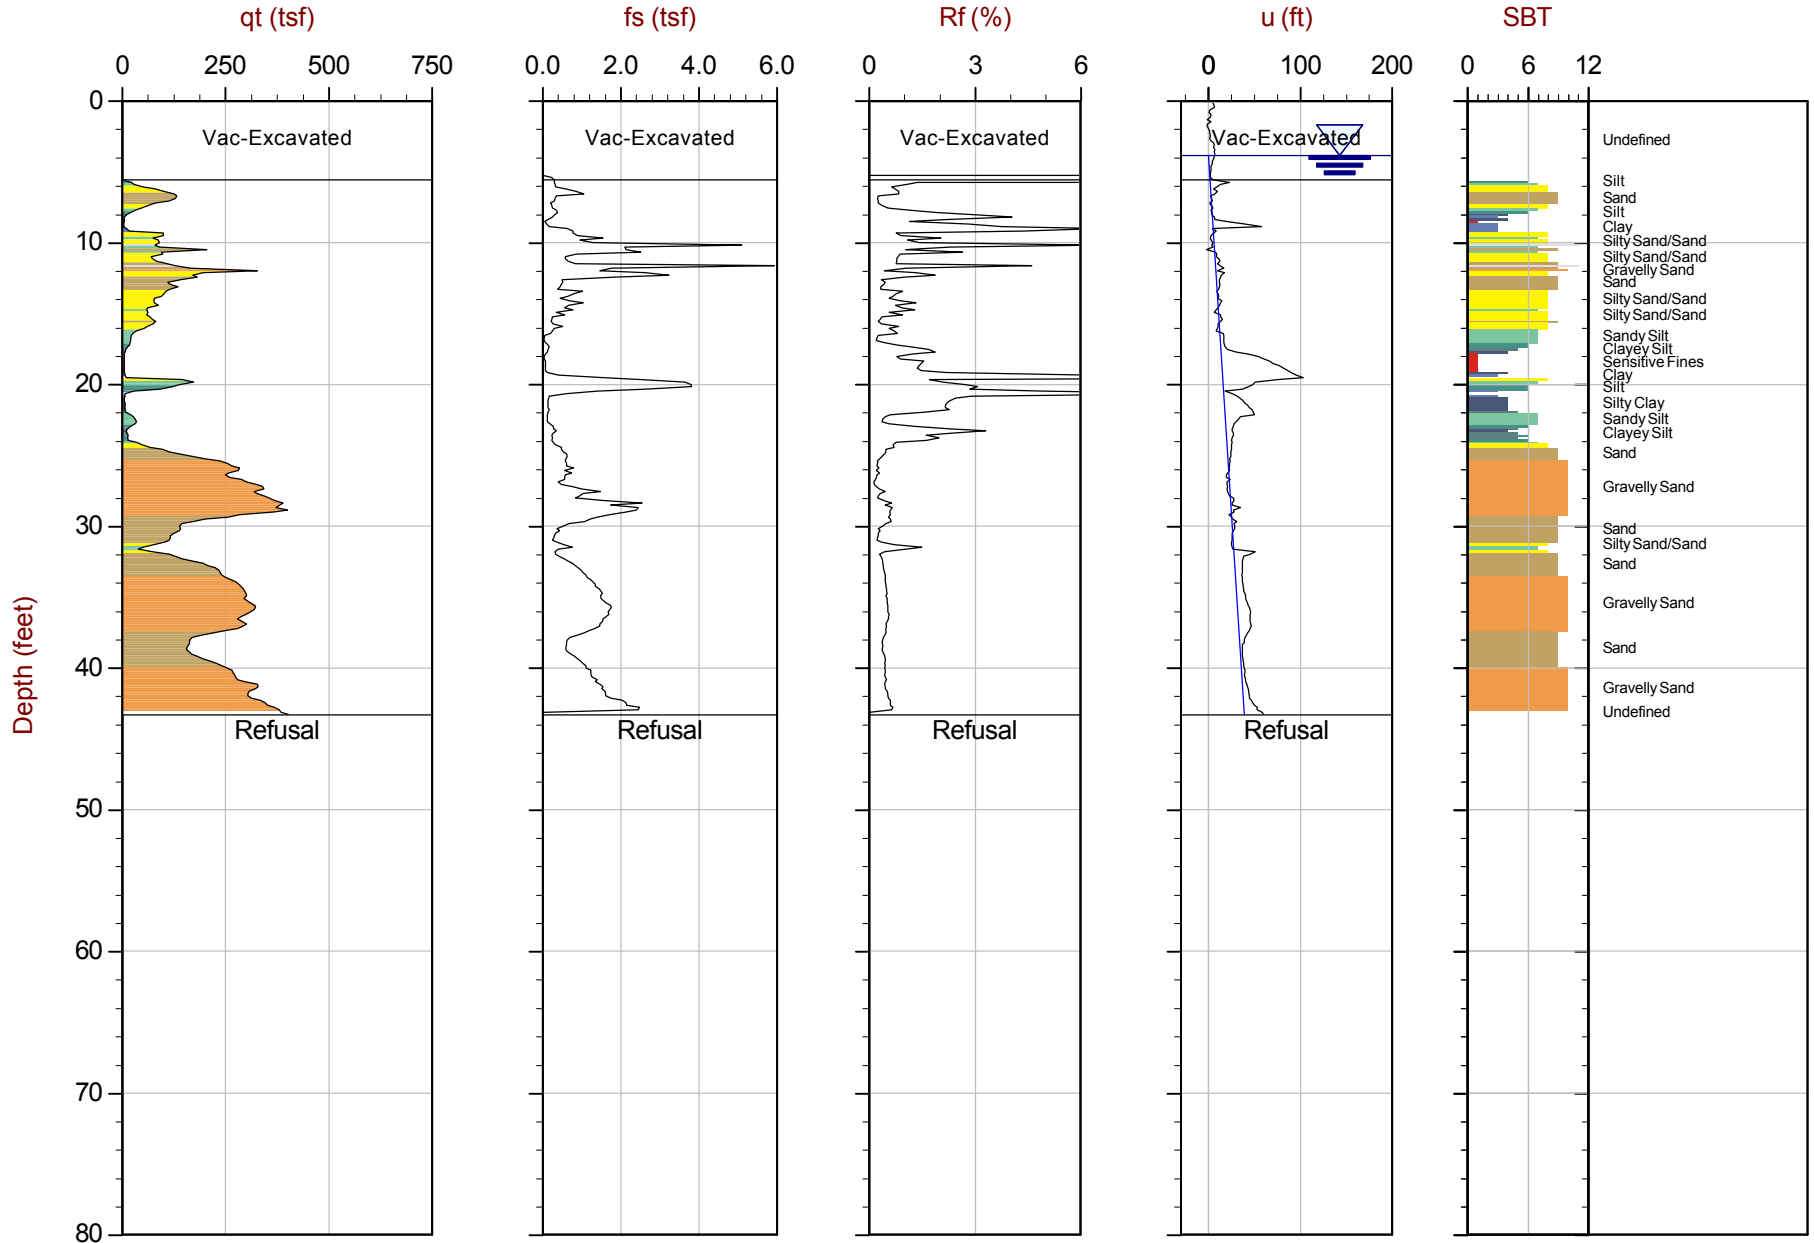 qt (tsf)
fs (tsf)
Rf (%)
u (ft)
SBT
0 250 500 750
0.0 2.0 4.0 6.0
0 3 6
0 100 200
0 6 12
Depth (feet)
0
10
20
30
40
50
60
70
80
Vac-Excavated
Vac-Excavated
Vac-Excavated
Vac-Excavated
Refusal
Refusal
Refusal
Refusal
Undefined
Silt
Sand
Silt
Clay
Silty Sand/Sand
Silty Sand/Sand
Gravelly Sand
Sand
Silty Sand/Sand
Silty Sand/Sand
Sandy Silt
Clayey Silt
Sensitive Fines
Clay
Silt
Silty Clay
Sandy Silt
Clayey Silt
Sand
Gravelly Sand
Sand
Silty Sand/Sand
Sand
Gravelly Sand
Sand
Gravelly Sand
Undefined